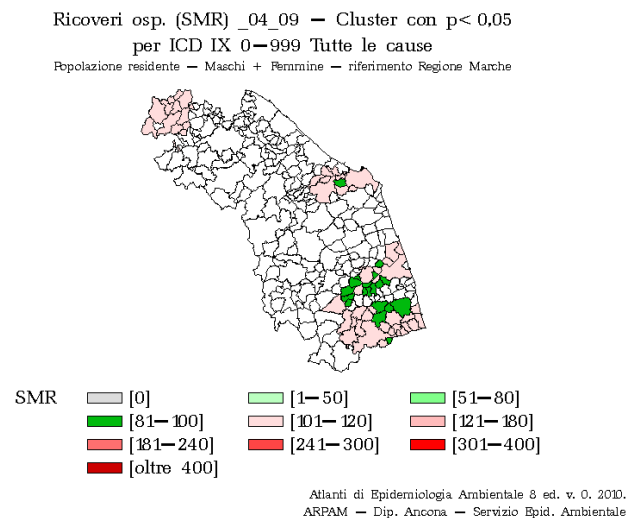 Ricoveri osp. (SMR) _04_09 — Cluster con p< 0,05
per ICD IX 0—999 Tutte le cause
Popolazione residente — Maschi + Femmine — riferimento Regione Marche
SMR [0] [1—50] [51—80]
[81—100] [101—120] [121—180]
[181—240] [241—300] [301—400]
[oltre 400]
Atlanti di Epidemiologia Ambientale 8 ed. v. 0. 2010.
ARPAM — Dip. Ancona — Servizio Epid. Ambientale